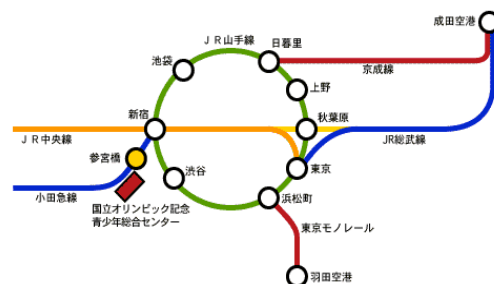 成田空港
ＪＲ山手線
日暮里
池袋
京成線
上野
新宿
秋葉原
ＪＲ中央線
JR総武線
参宮橋
東京
渋谷
小田急線
浜松町
国立オリンピック記念
青少年総合センター
東京モノレール
羽田空港